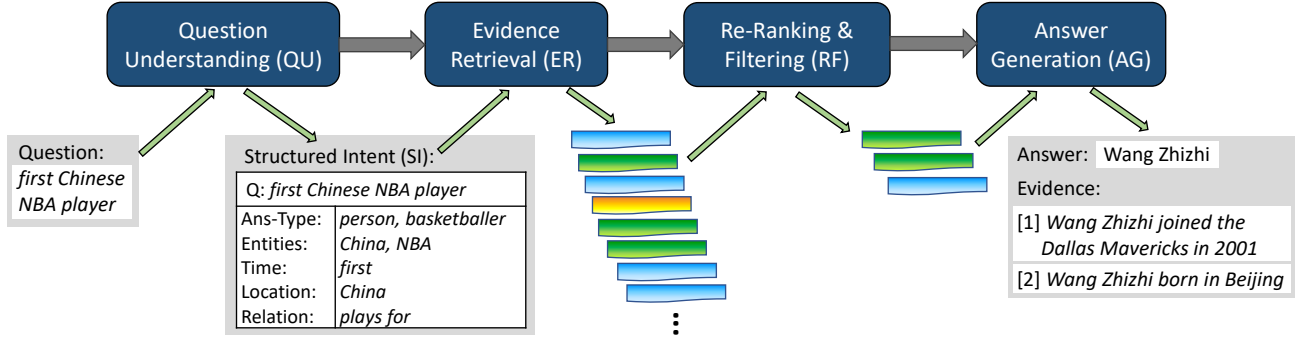 Question
Understanding (QU)
Evidence
Retrieval (ER)
Re-Ranking &
Filtering (RF)
Answer
Generation (AG)
Question:
first Chinese
NBA player
Structured Intent (SI):
Q: first Chinese NBA player
Ans-Type: person, basketballer
Entities: China, NBA
Time: first
Location: China
Relation: plays for
Answer: Wang Zhizhi
Evidence:
[1] Wang Zhizhi joined the
Dallas Mavericks in 2001
[2] Wang Zhizhi born in Beijing